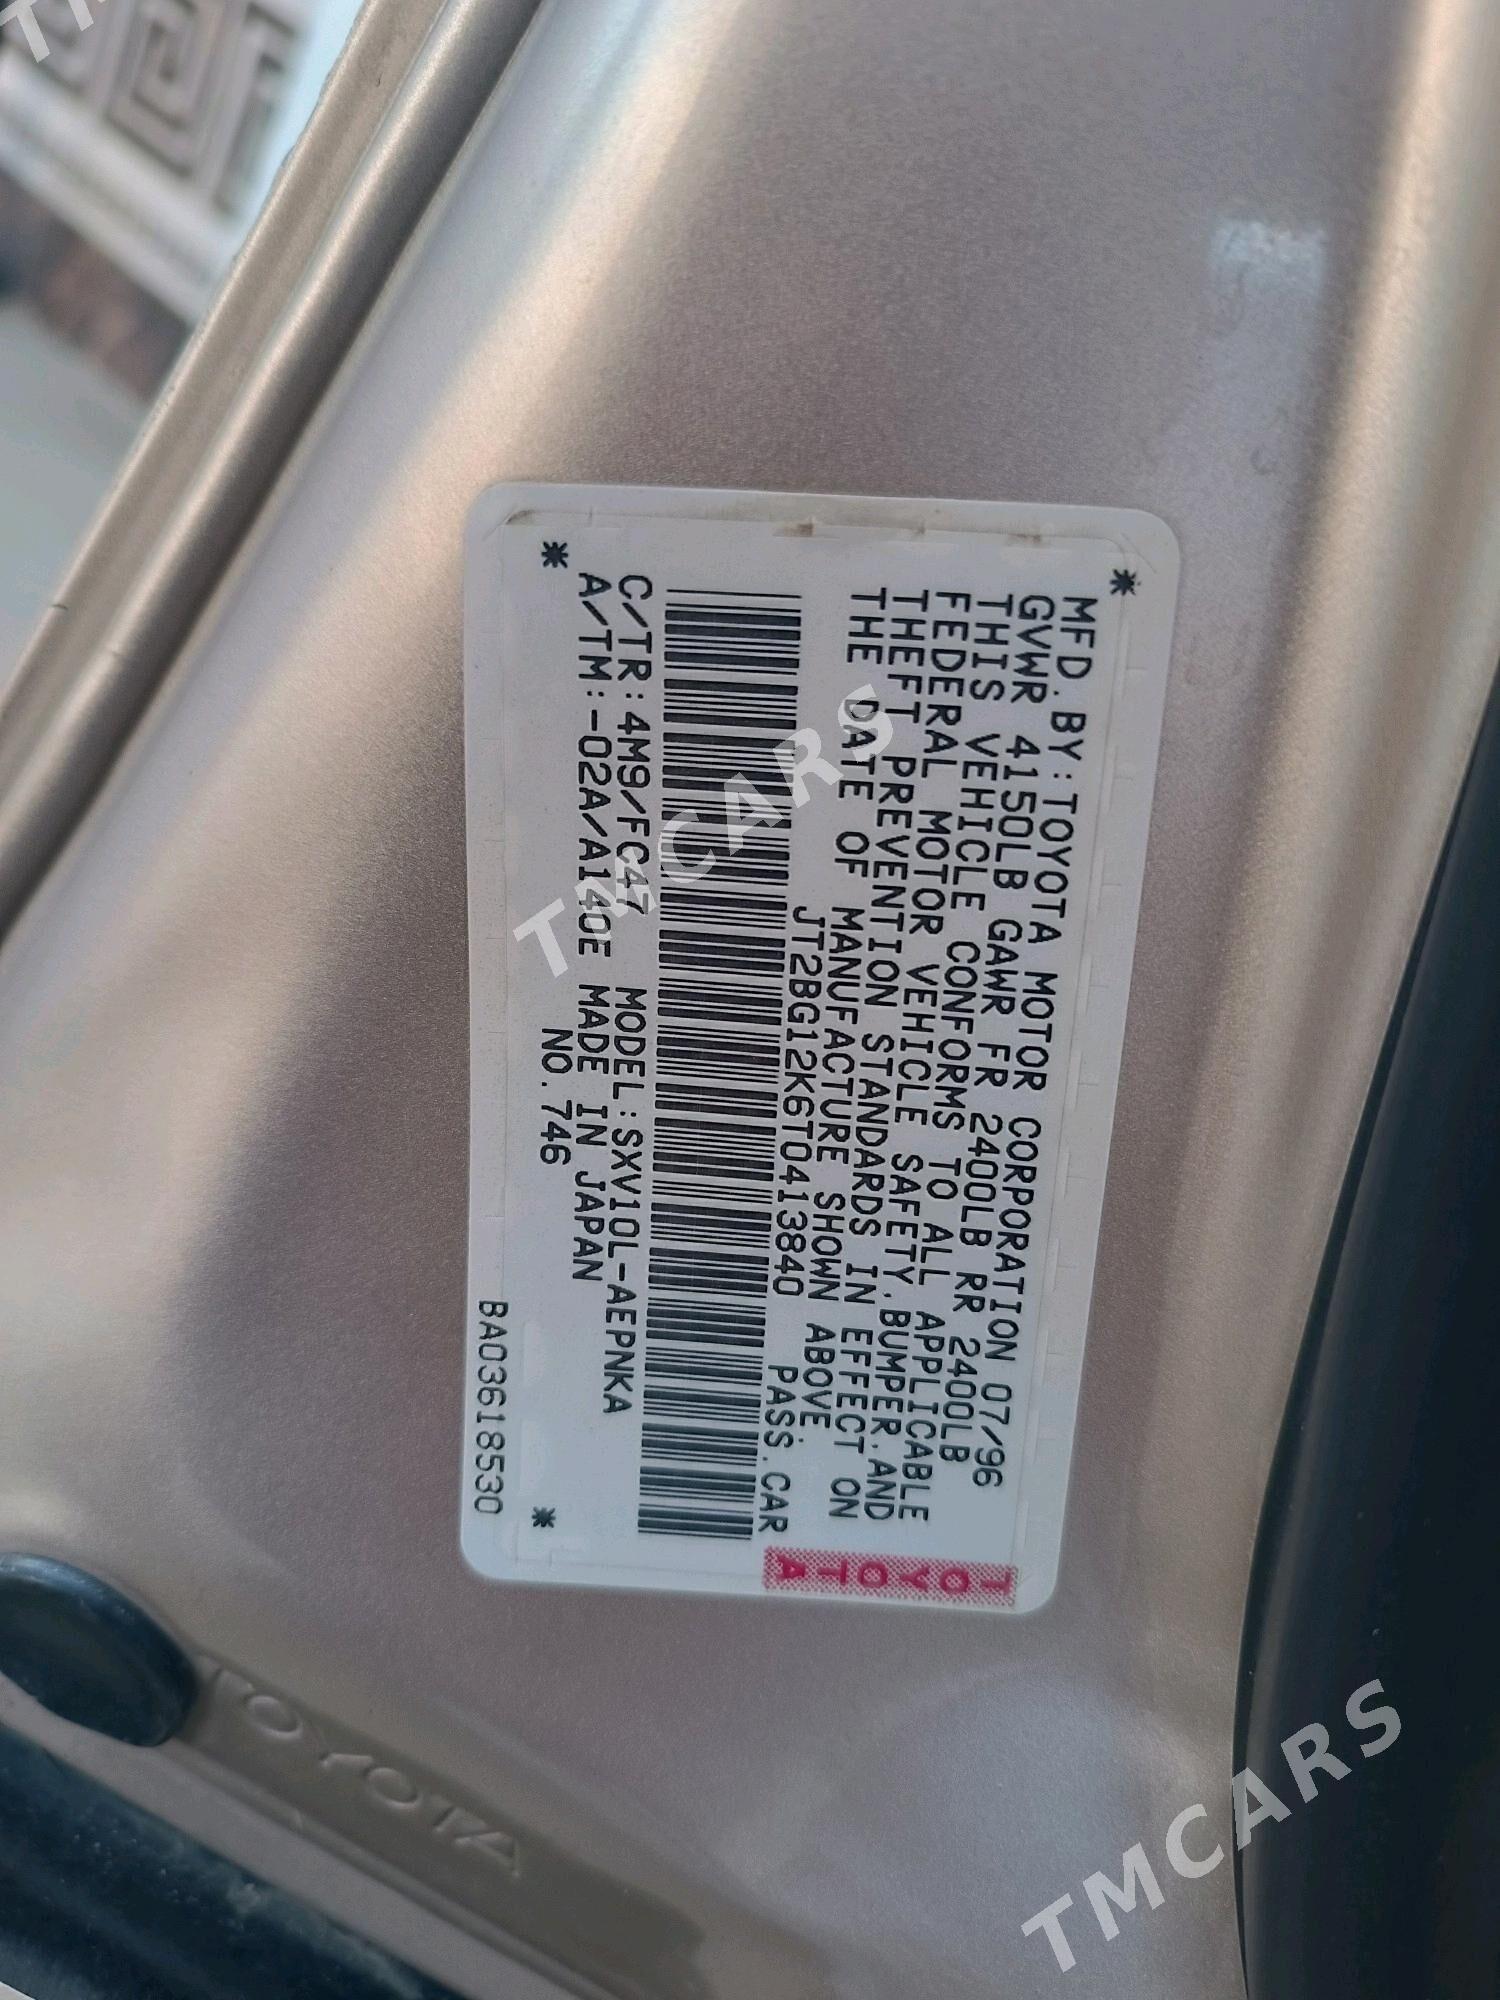 MFD.BY:TOYOTA MOTOR CORPORATION 07/96
GVWR 4150LB GAWR FR 2400LB RR 2400LB
THIS VEHICLE CONFORMS TO ALL APPLICABLE
FEDERAL MOTOR VEHICLE SAFETY,BUMPER,AND
THEFT PREVENTION STANDARDS IN EFFECT ON
THE DATE OF MANUFACTURE SHOWN ABOVE.
JT2BG12K6T0413840 PASS.CAR
C/TR:4M9/FC47 MODEL:SXV10L-AEPNKA
A/TM:-02A/A140E MADE IN JAPAN
NO.746
BA03618530
TOYOTA
TOYOTA
TMCARS
TMCARS